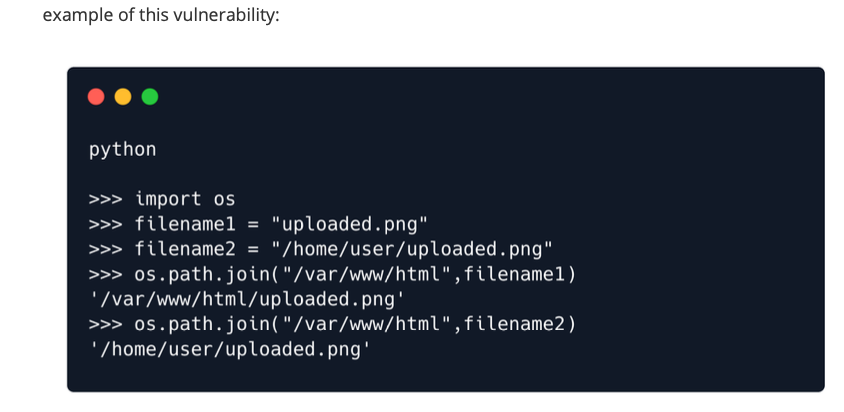 example of this vulnerability:
python
>>> import os
>>> filename1 = "uploaded.png"
>>> filename2 = "/home/user/uploaded.png"
>>> os.path.join("/var/www/html",filename1)
'/var/www/html/uploaded.png'
>>> os.path.join("/var/www/html",filename2)
'/home/user/uploaded.png'